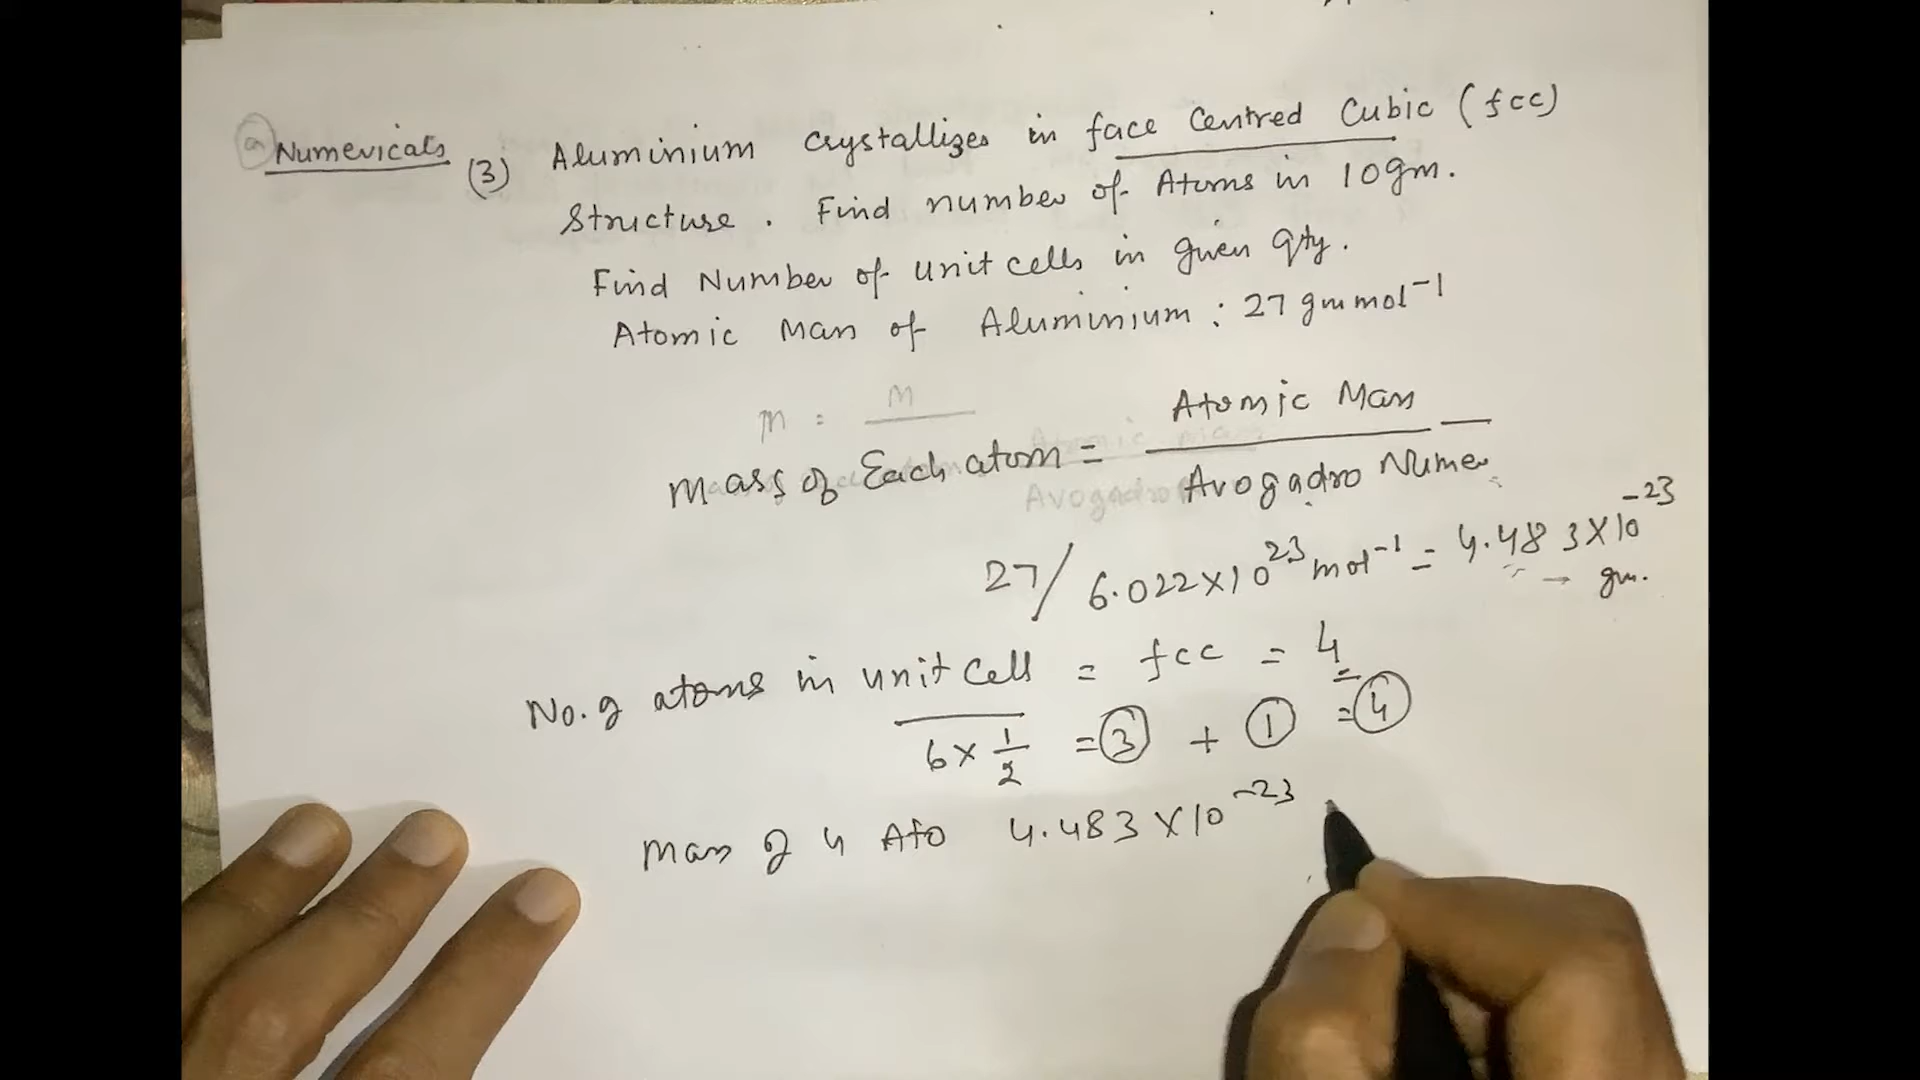 Numericals (3) Aluminium crystallizes in face centred cubic (fcc)
structure. Find number of Atoms in 10gm.
Find Number of unit cells in given qty.
Atomic Mass of Aluminium : 27 gm mol⁻¹
m = M
Mass of Each atom = Atomic Mass
Avogadro Nume
27/6.022×10²³ mol⁻¹ = 4.483×10⁻²³
gm.
No. of atoms in unit cell = fcc = 4
6 × 1/2 = 3 + 1 = 4
Mass of 4 Ato 4.483 × 10⁻²³